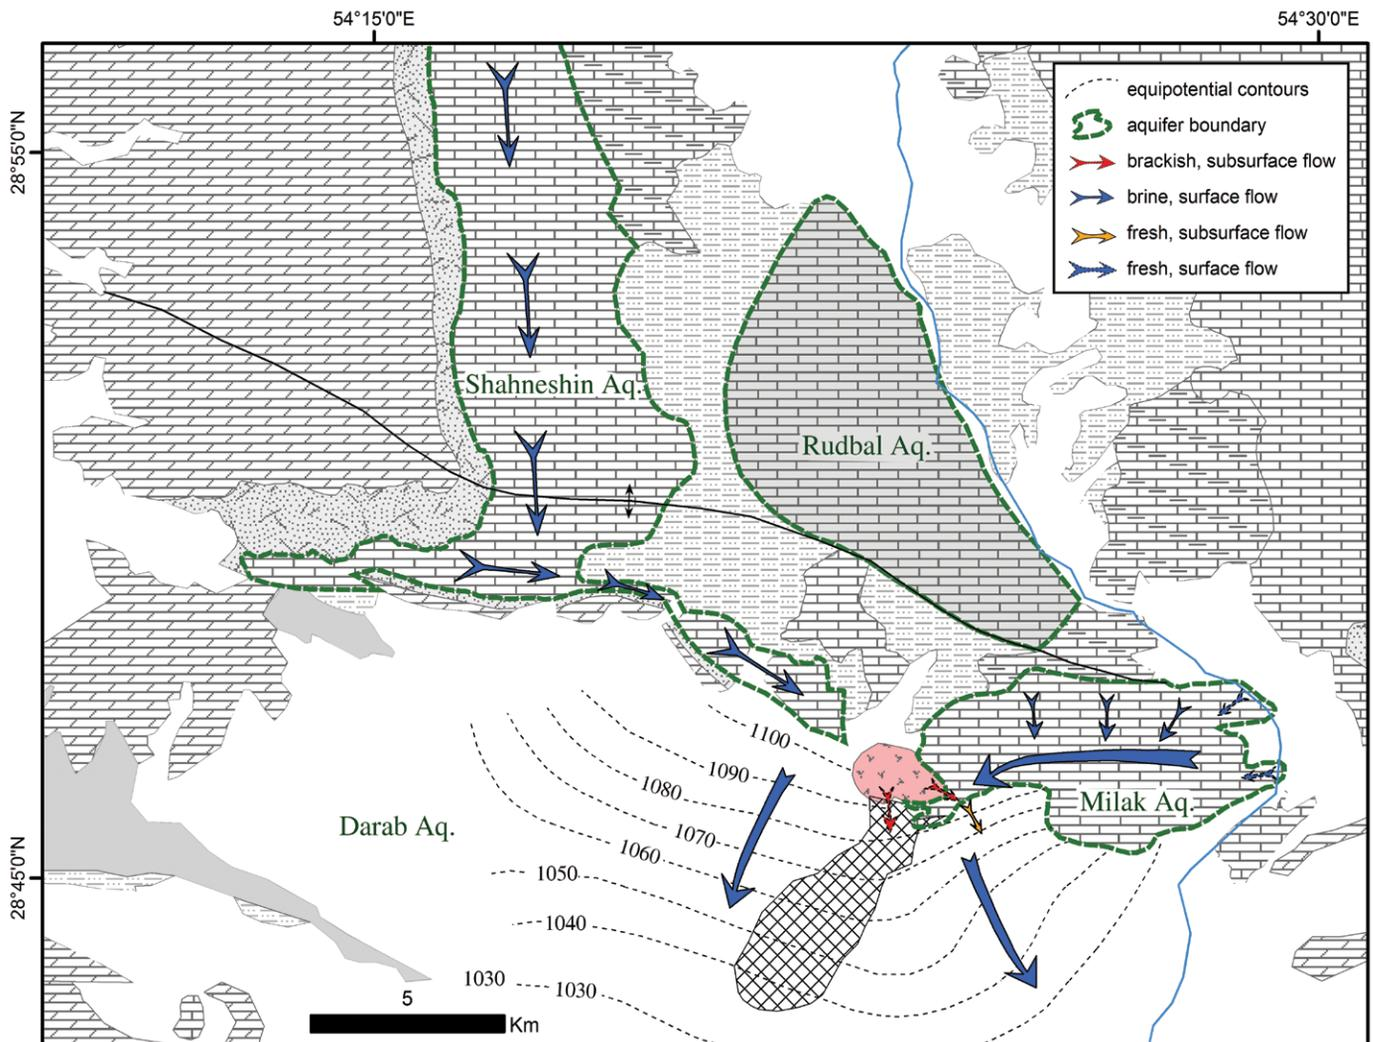 54°15'0"E
54°30'0"E
28°55'0"N
equipotential contours
aquifer boundary
brackish, subsurface flow
brine, surface flow
fresh, subsurface flow
fresh, surface flow
Shahneshin Aq.
Rudbal Aq.
1100
1090
1080
Milak Aq.
Darab Aq.
1070
1060
28°45'0"N
1050
1040
1030
1030
5
Km